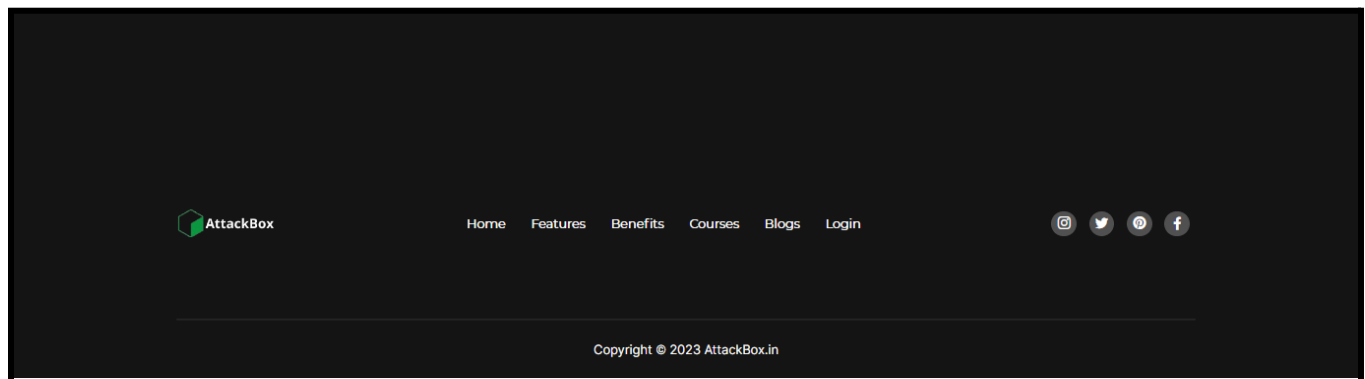 AttackBox Home Features Benefits Courses Blogs Login
Copyright © 2023 AttackBox.in